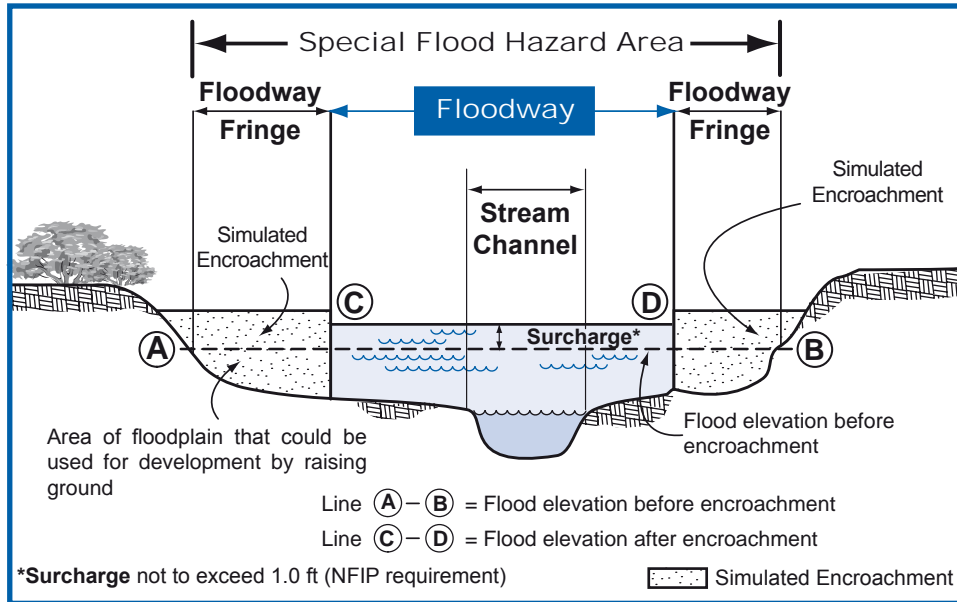 Special Flood Hazard Area
Floodway
Fringe
Floodway
Floodway
Fringe
Stream
Channel
Simulated
Encroachment
Simulated
Encroachment
C
D
Surcharge*
A
B
Area of floodplain that could be
used for development by raising
ground
Flood elevation before
encroachment
Line A – B = Flood elevation before encroachment
Line C – D = Flood elevation after encroachment
*Surcharge not to exceed 1.0 ft (NFIP requirement)
Simulated Encroachment